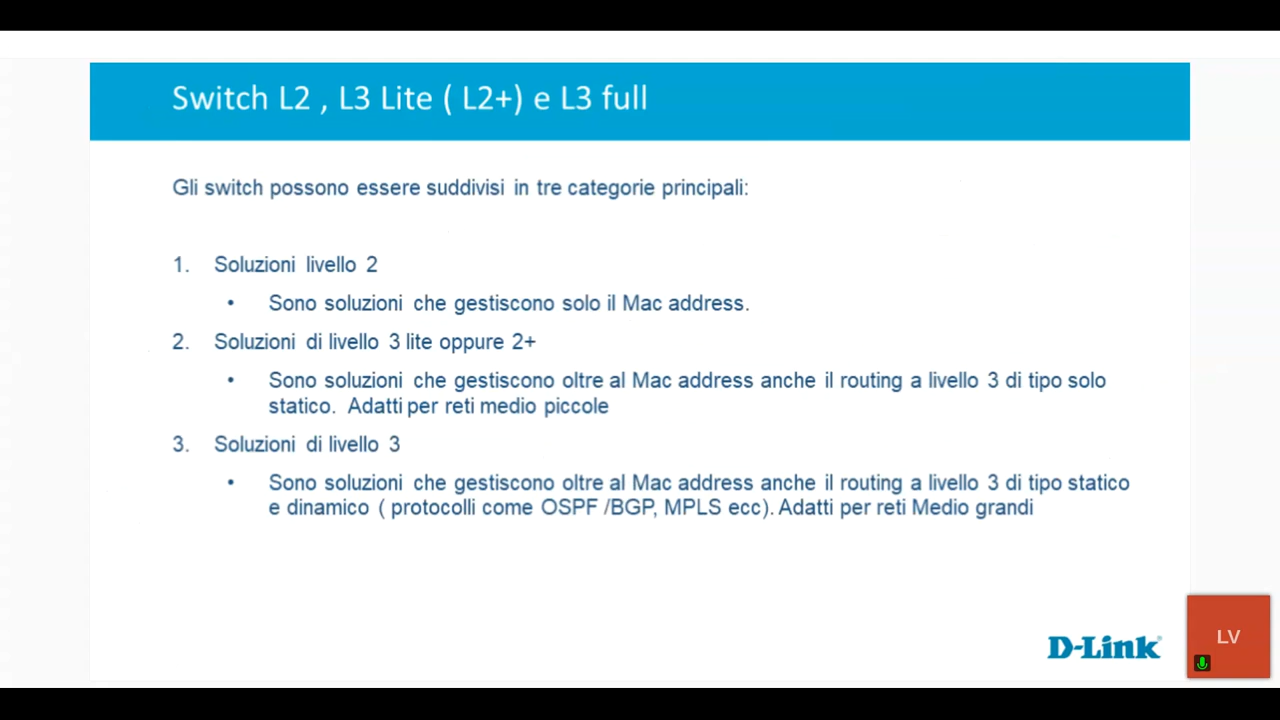 Switch L2 , L3 Lite ( L2+) e L3 full
Gli switch possono essere suddivisi in tre categorie principali:
1. Soluzioni livello 2
• Sono soluzioni che gestiscono solo il Mac address.
2. Soluzioni di livello 3 lite oppure 2+
• Sono soluzioni che gestiscono oltre al Mac address anche il routing a livello 3 di tipo solo
statico. Adatti per reti medio piccole
3. Soluzioni di livello 3
• Sono soluzioni che gestiscono oltre al Mac address anche il routing a livello 3 di tipo statico
e dinamico ( protocolli come OSPF /BGP, MPLS ecc). Adatti per reti Medio grandi
D-Link
LV